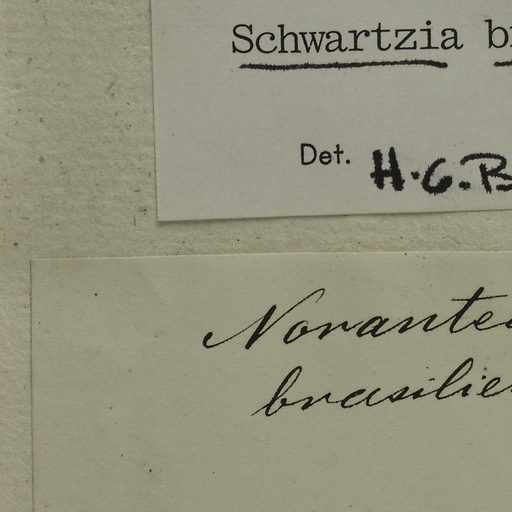 Schwartzia b
Det. H.G.B
Norante
brasilie